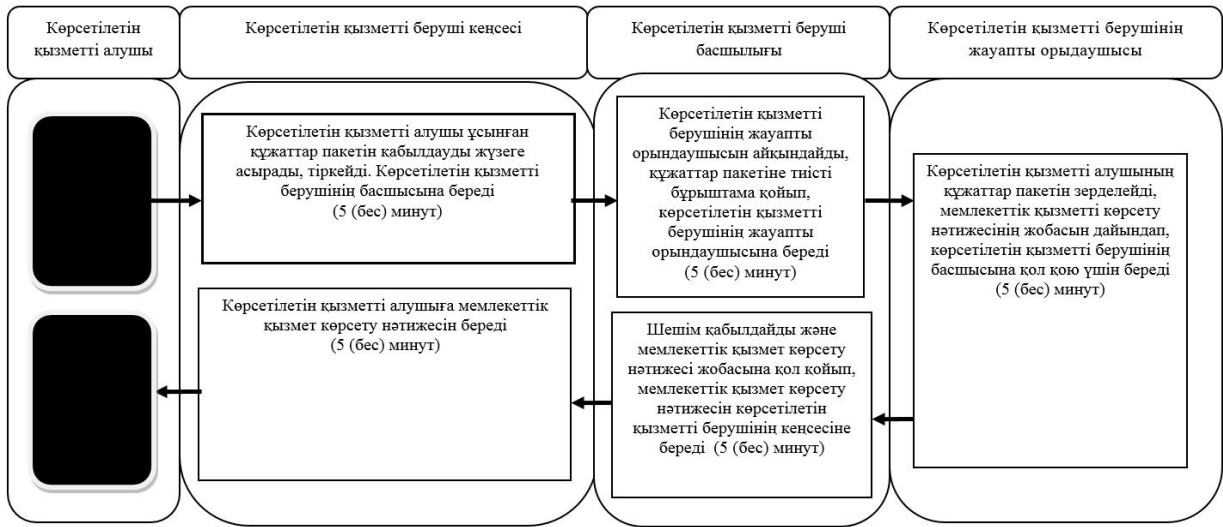 Көрсетілетін
қызметті алушы
Көрсетілетін қызметті беруші кеңсесі
Көрсетілетін қызметті беруші
басшылығы
Көрсетілетін қызметті берушінің
жауапты орыдаушысы
Көрсетілетін қызметті алушы ұсынған
құжаттар пакетін қабылдауды жүзеге
асырады, тіркейді. Көрсетілетін қызметті
берушінің басшысына береді
(5 (бес) минут)
Көрсетілетін қызметті
берушінің жауапты
орындаушысын айқындайды,
құжаттар пакетіне тиісті
бұрыштама қойып,
көрсетілетін қызметті
берушінің жауапты
орындаушысына береді
(5 (бес) минут)
Көрсетілетін қызметті алушының
құжаттар пакетін зерделейді,
мемлекеттік қызметті көрсету
нәтижесінің жобасын дайындап,
көрсетілетін қызметті берушінің
басшысына қол қою үшін береді
(5 (бес) минут)
Көрсетілетін қызметті алушыға мемлекеттік
қызмет көрсету нәтижесін береді
(5 (бес) минут)
Шешім қабылдайды және
мемлекеттік қызмет көрсету
нәтижесі жобасына қол қойып,
мемлекеттік қызмет көрсету
нәтижесін көрсетілетін
қызметті берушінің кеңсесіне
береді (5 (бес) минут)